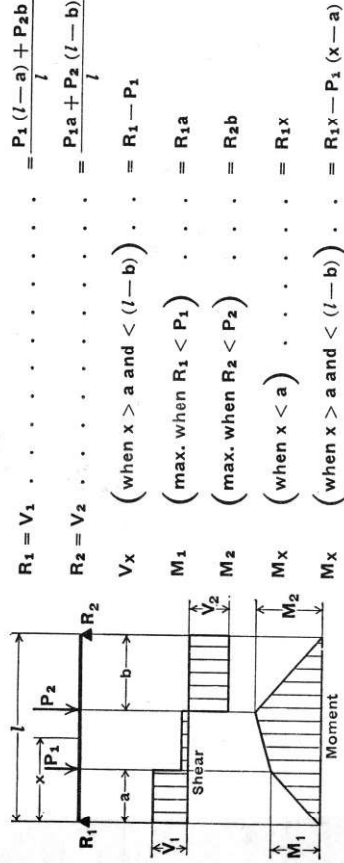 l
x
P₁
P₂
R₁
R₂
a
b
V₁
Shear
V₂
M₁
M₂
Moment
R₁ = V₁ . . . . . . . . . . = P₁ (l — a) + P₂b / l
R₂ = V₂ . . . . . . . . . . = P₁a + P₂ (l — b) / l
Vx (when x > a and < (l — b)) . . = R₁ — P₁
M₁ (max. when R₁ < P₁) . . . = R₁a
M₂ (max. when R₂ < P₂) . . . = R₂b
Mx (when x < a) . . . . . = R₁x
Mx (when x > a and < (l — b)) . . = R₁x — P₁ (x — a)